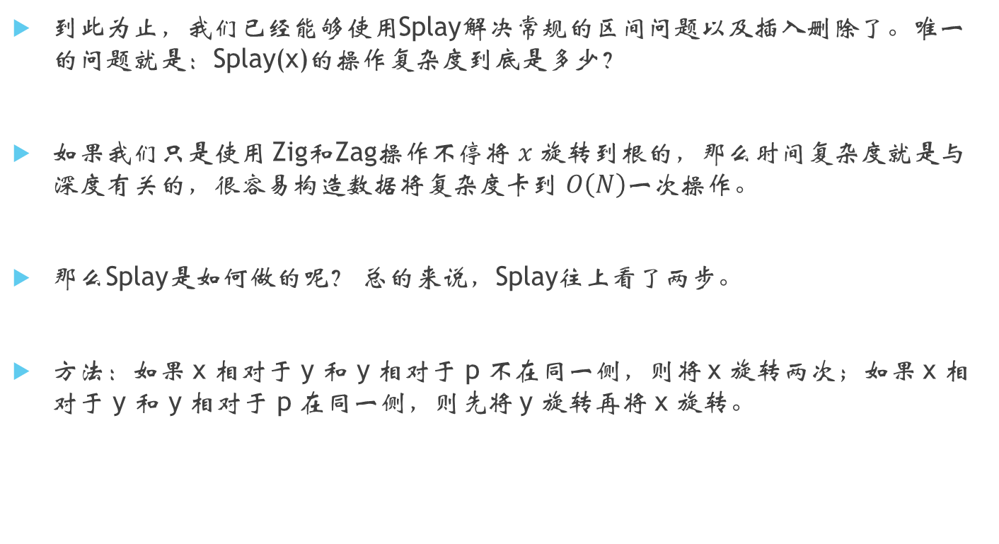 到此为止，我们已经能够使用Splay解决常规的区间问题以及插入删除了。唯一
的问题就是：Splay(x)的操作复杂度到底是多少？
如果我们只是使用 Zig和Zag操作不停将 x 旋转到根的，那么时间复杂度就是与
深度有关的，很容易构造数据将复杂度卡到 O(N)一次操作。
那么Splay是如何做的呢？ 总的来说，Splay往上看了两步。
方法：如果 x 相对于 y 和 y 相对于 p 不在同一侧，则将 x 旋转两次；如果 x 相
对于 y 和 y 相对于 p 在同一侧，则先将 y 旋转再将 x 旋转。